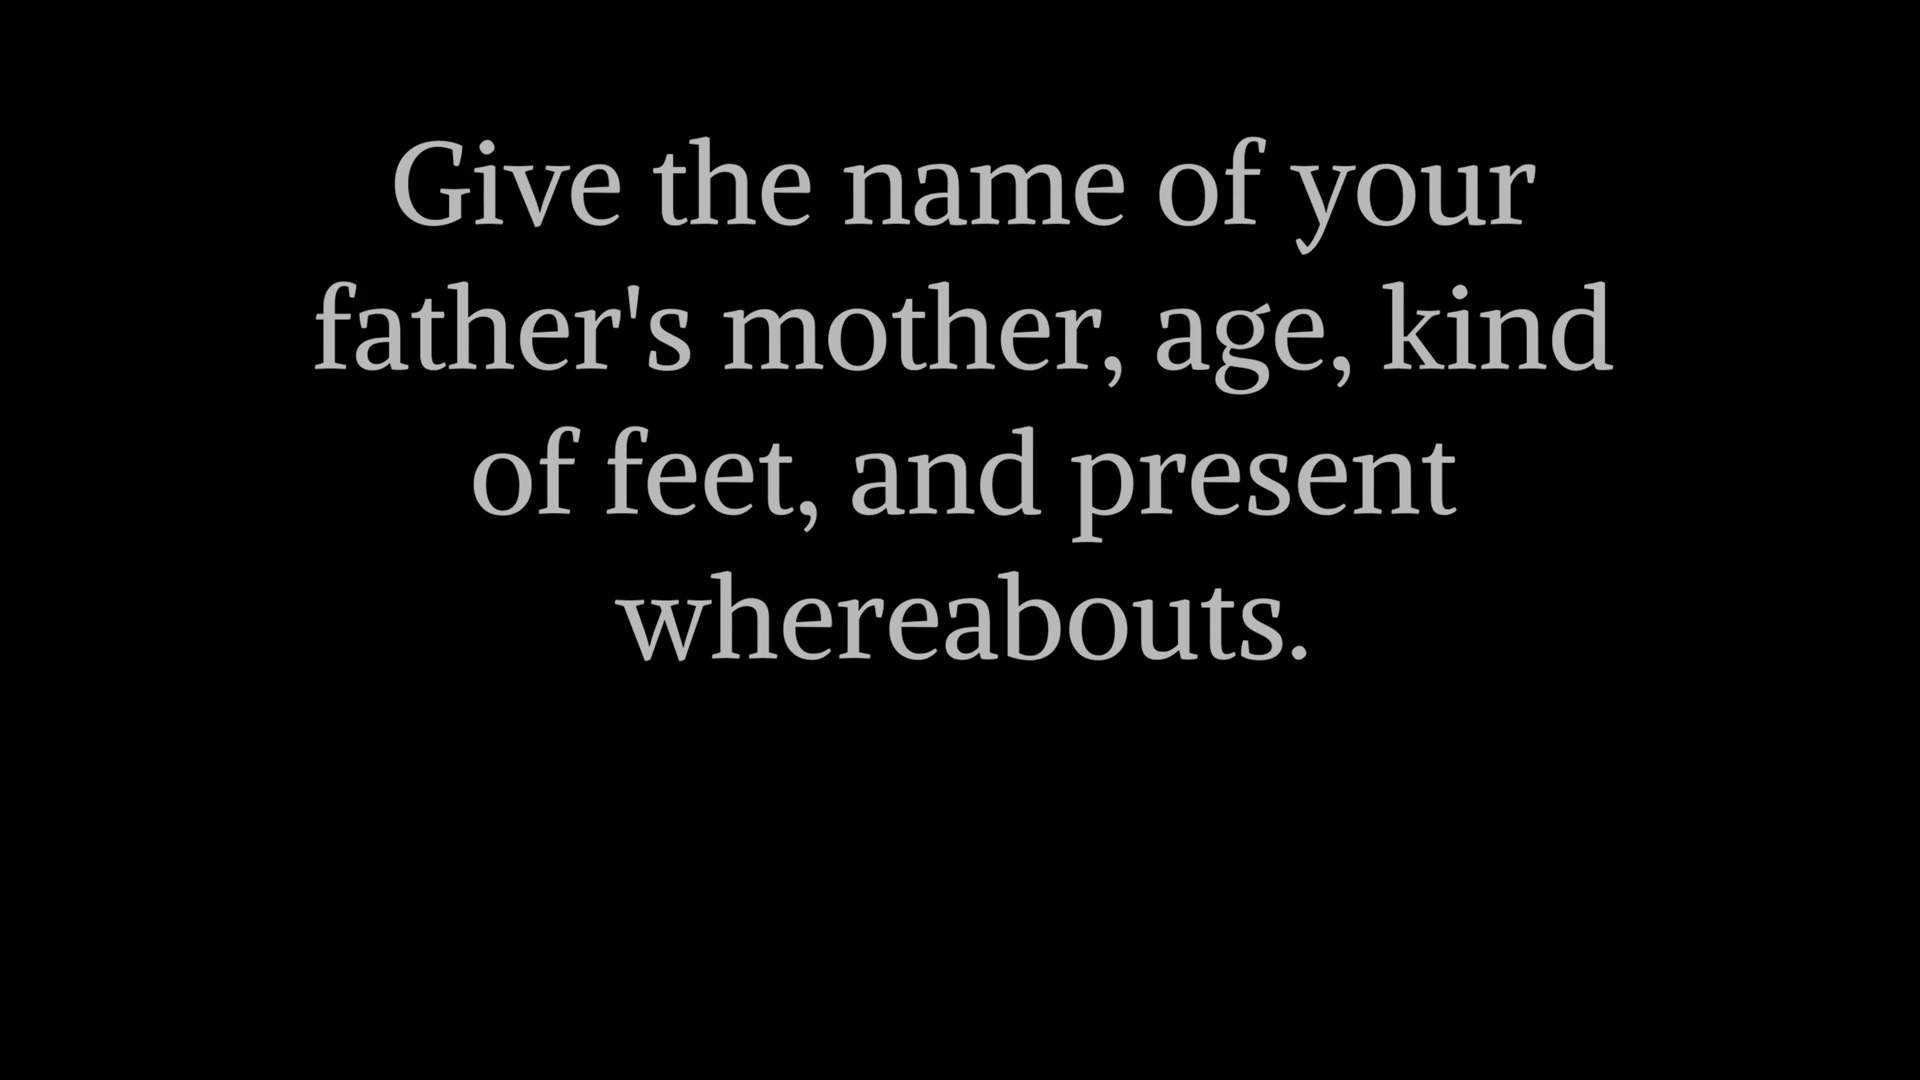 Give the name of your
father's mother, age, kind
of feet, and present
whereabouts.